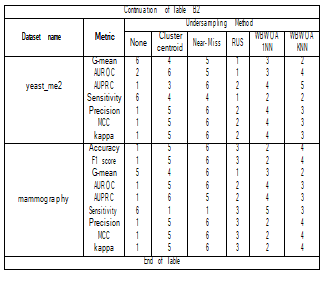 Continuation of Table B2
Dataset name Metric Undersampling Method
None Cluster centroid Near-Miss RUS WBWOA 1NN WBWOA KNN
yeast_me2
G-mean 6 4 5 1 3 2
AUROC 2 6 5 1 3 4
AUPRC 1 3 6 2 4 5
Sensitivity 6 4 4 1 2 2
Precision 1 5 6 2 4 3
MCC 1 5 6 2 4 3
kappa 1 5 6 2 4 3
mammography
Accuracy 1 5 6 3 2 4
F1 score 1 5 6 3 2 4
G-mean 5 4 6 1 3 2
AUROC 1 5 6 2 4 3
AUPRC 1 6 5 2 4 3
Sensitivity 6 1 1 3 5 3
Precision 1 5 6 3 2 4
MCC 1 5 6 3 2 4
kappa 1 5 6 3 2 4
End of Table